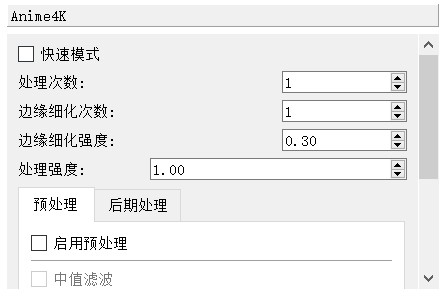 Anime4K
快速模式
处理次数: 1
边缘细化次数: 1
边缘细化强度: 0.30
处理强度: 1.00
预处理 后期处理
启用预处理
中值滤波